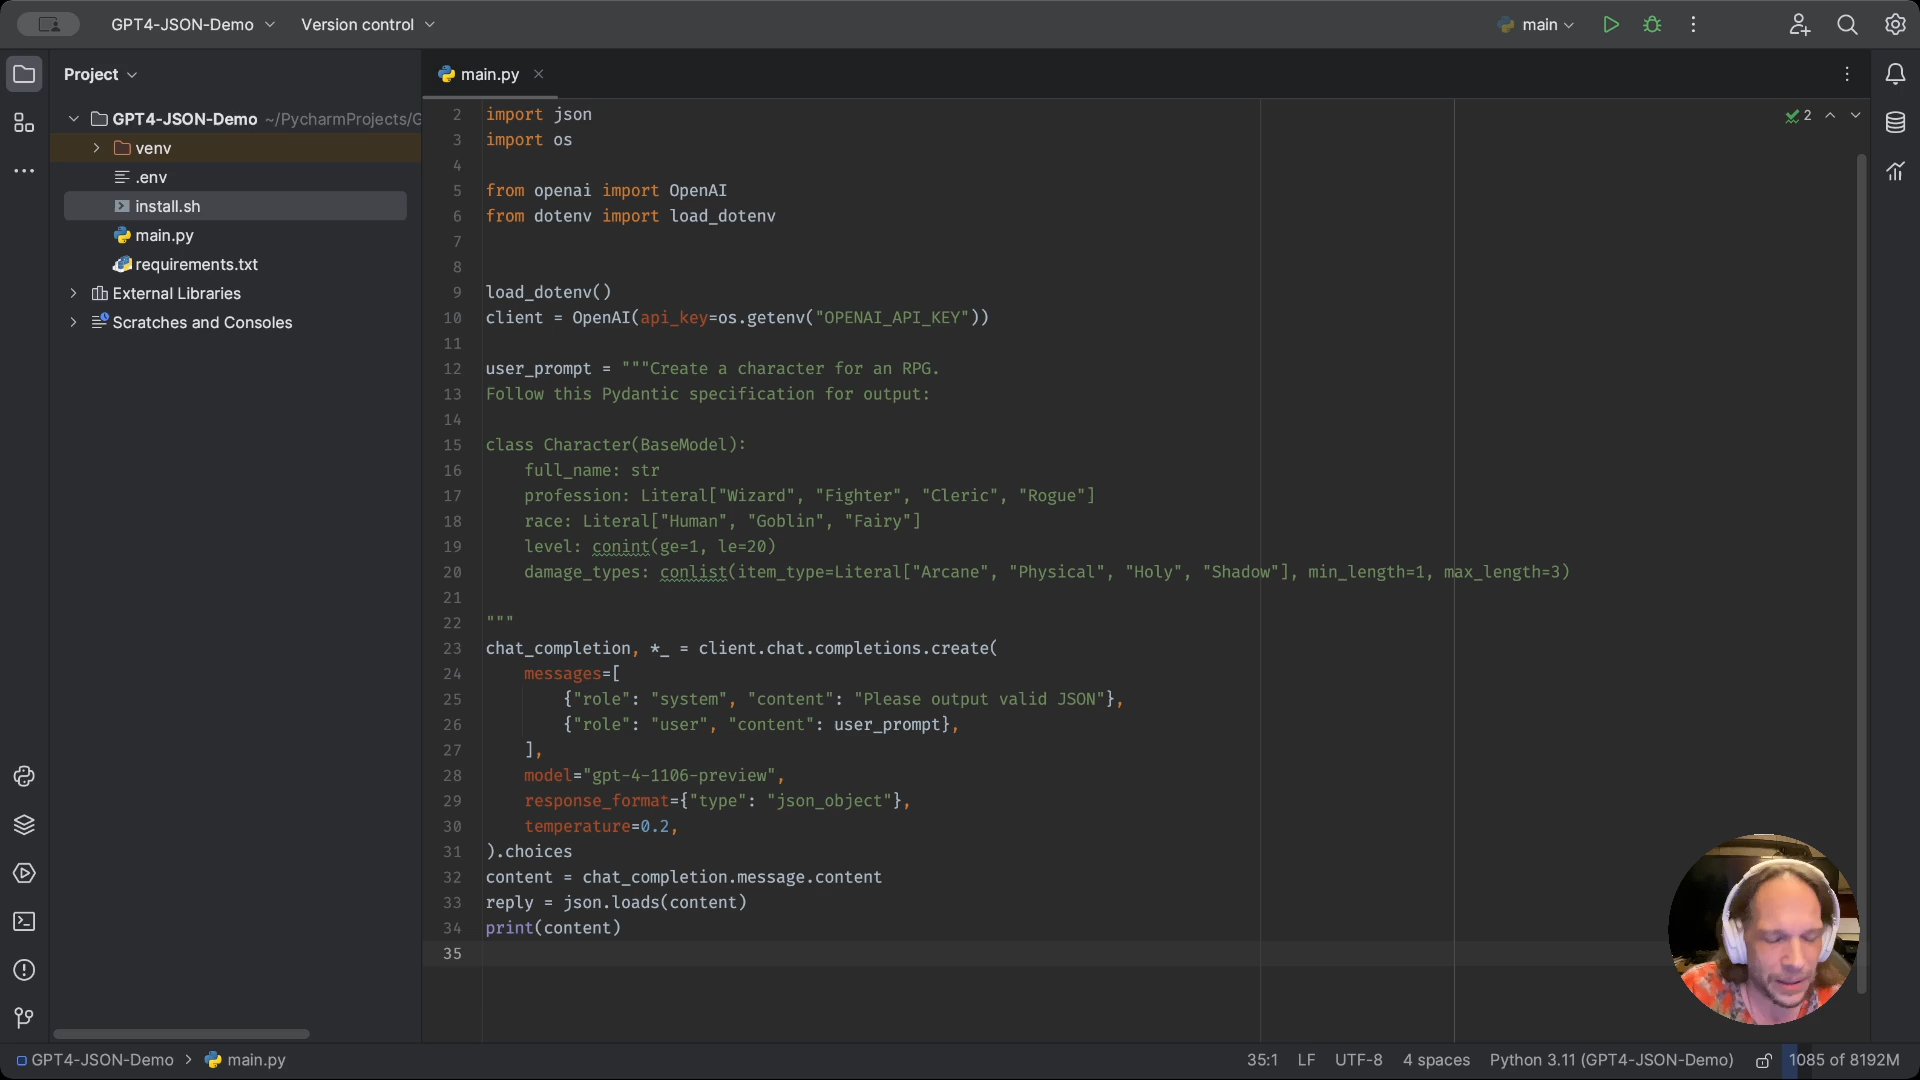 GPT4-JSON-Demo
Version control
main
Project
main.py
GPT4-JSON-Demo ~/PycharmProjects/G
venv
.env
install.sh
main.py
requirements.txt
External Libraries
Scratches and Consoles
2
2 import json
3 import os
4
5 from openai import OpenAI
6 from dotenv import load_dotenv
7
8
9 load_dotenv()
10 client = OpenAI(api_key=os.getenv("OPENAI_API_KEY"))
11
12 user_prompt = """Create a character for an RPG.
13 Follow this Pydantic specification for output:
14
15 class Character(BaseModel):
16     full_name: str
17     profession: Literal["Wizard", "Fighter", "Cleric", "Rogue"]
18     race: Literal["Human", "Goblin", "Fairy"]
19     level: conint(ge=1, le=20)
20     damage_types: conlist(item_type=Literal["Arcane", "Physical", "Holy", "Shadow"], min_length=1, max_length=3)
21
22 """
23 chat_completion, *_ = client.chat.completions.create(
24     messages=[
25         {"role": "system", "content": "Please output valid JSON"},
26         {"role": "user", "content": user_prompt},
27     ],
28     model="gpt-4-1106-preview",
29     response_format={"type": "json_object"},
30     temperature=0.2,
31 ).choices
32 content = chat_completion.message.content
33 reply = json.loads(content)
34 print(content)
35
GPT4-JSON-Demo > main.py
35:1 LF UTF-8 4 spaces Python 3.11 (GPT4-JSON-Demo) 1085 of 8192M